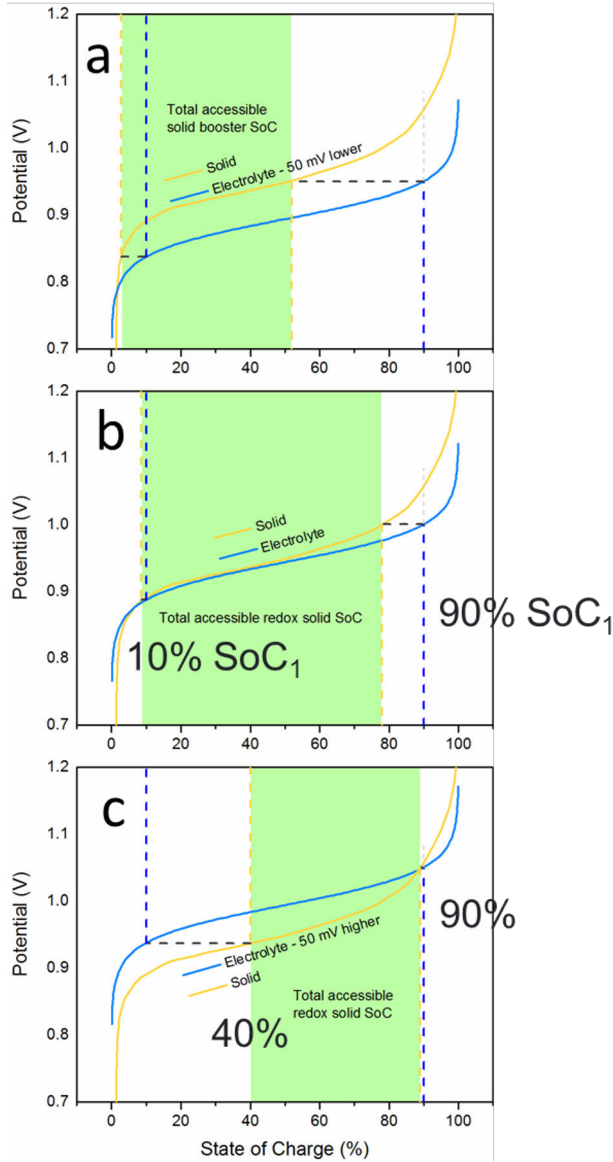 a
1.2
1.1
1.0
0.9
0.8
0.7
Potential (V)
Total accessible
solid booster SoC
Solid
Electrolyte - 50 mV lower
0 20 40 60 80 100
b
1.2
1.1
1.0
0.9
0.8
0.7
Potential (V)
Solid
Electrolyte
Total accessible redox solid SoC
10% SoC₁
90% SoC₁
0 20 40 60 80 100
c
1.2
1.1
1.0
0.9
0.8
0.7
Potential (V)
90%
Electrolyte - 50 mV higher
Solid
Total accessible
redox solid SoC
40%
0 20 40 60 80 100
State of Charge (%)